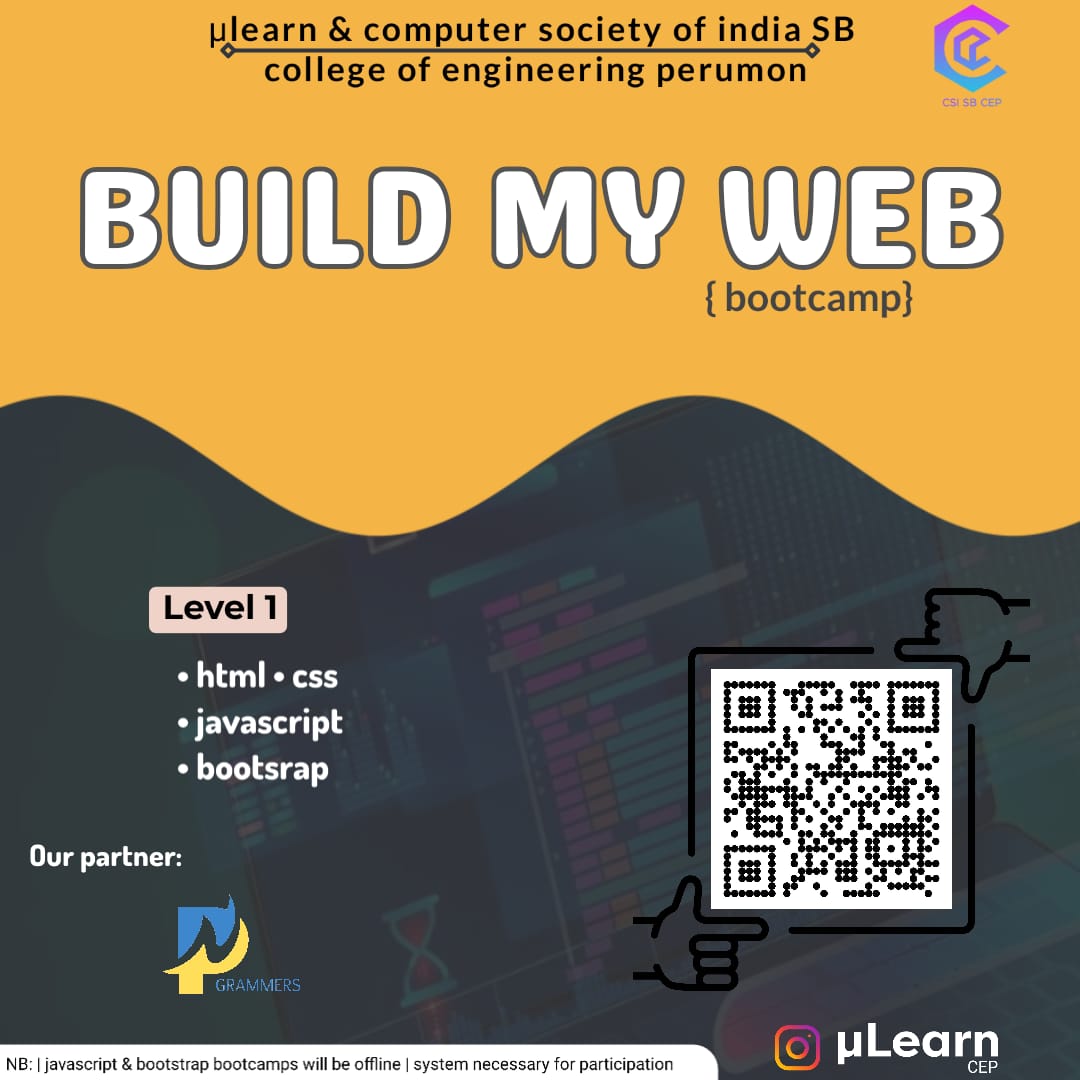 μlearn & computer society of india SB
college of engineering perumon
CSI SB CEP
BUILD MY WEB
{ bootcamp}
Level 1
• html • css
• javascript
• bootsrap
Our partner:
GRAMMERS
μLearn
CEP
NB: | javascript & bootstrap bootcamps will be offline | system necessary for participation